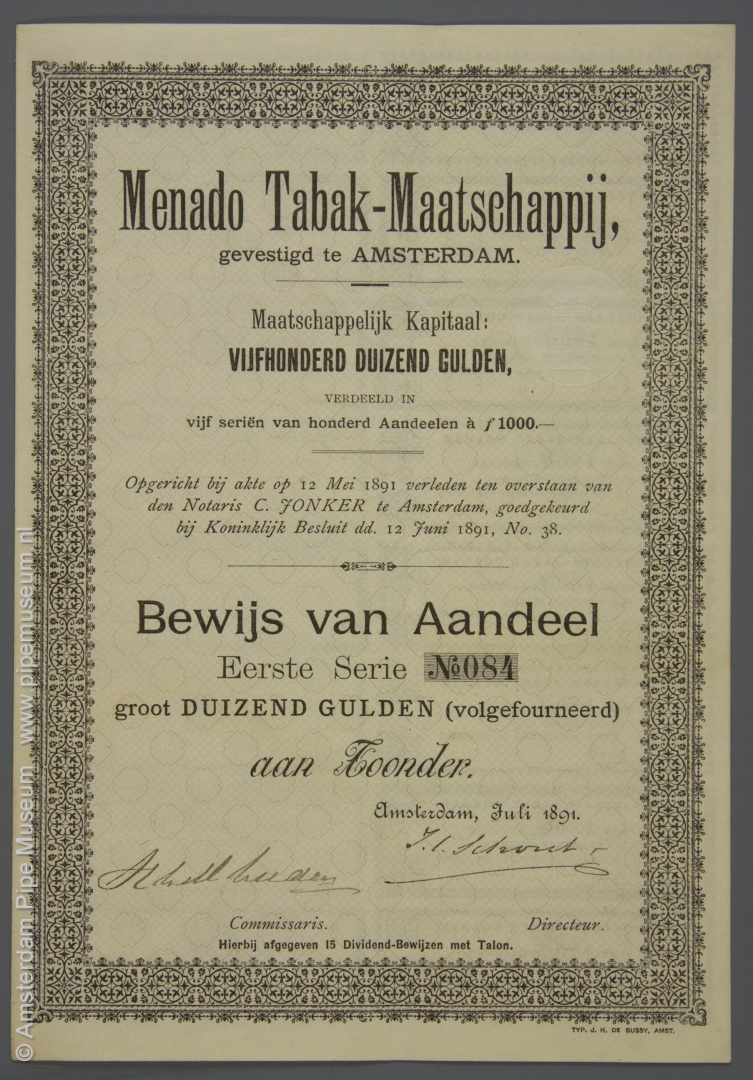 Menado Tabak-Maatschappij,
gevestigd te AMSTERDAM.
Maatschappelijk Kapitaal:
VIJFHONDERD DUIZEND GULDEN,
VERDEELD IN
vijf seriën van honderd Aandeelen à ƒ 1000.—
Opgericht bij akte op 12 Mei 1891 verleden ten overstaan van
den Notaris C. JONKER te Amsterdam, goedgekeurd
bij Koninklijk Besluit dd. 12 Juni 1891, No. 38.
Bewijs van Aandeel
Eerste Serie No 084
groot DUIZEND GULDEN (volgefourneerd)
aan Toonder.
Amsterdam, Juli 1891.
Commissaris. Directeur.
Hierbij afgegeven 15 Dividend-Bewijzen met Talon.
TYP. J. H. DE BUSSY, AMST.
© Amsterdam Pipe Museum www.pipemuseum.nl